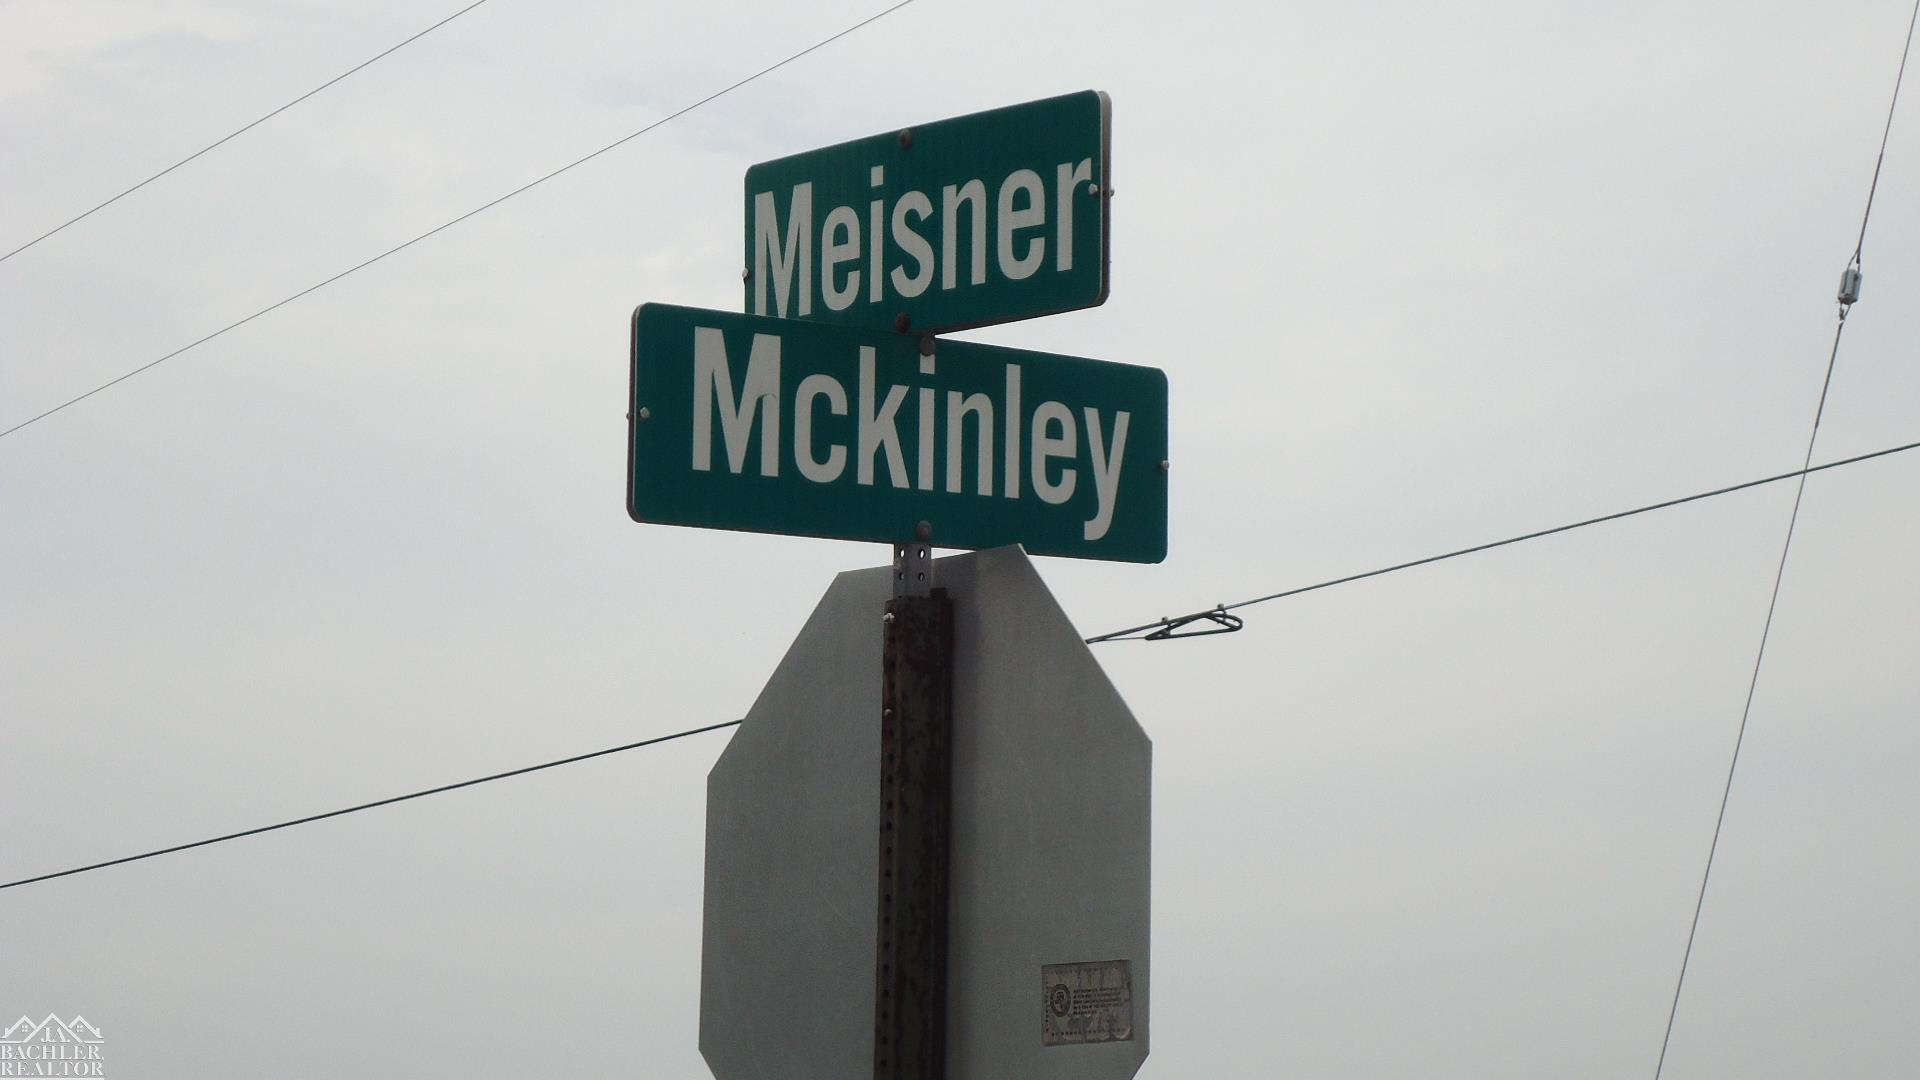 Meisner
Mckinley
J.A.
BACHLER,
REALTOR